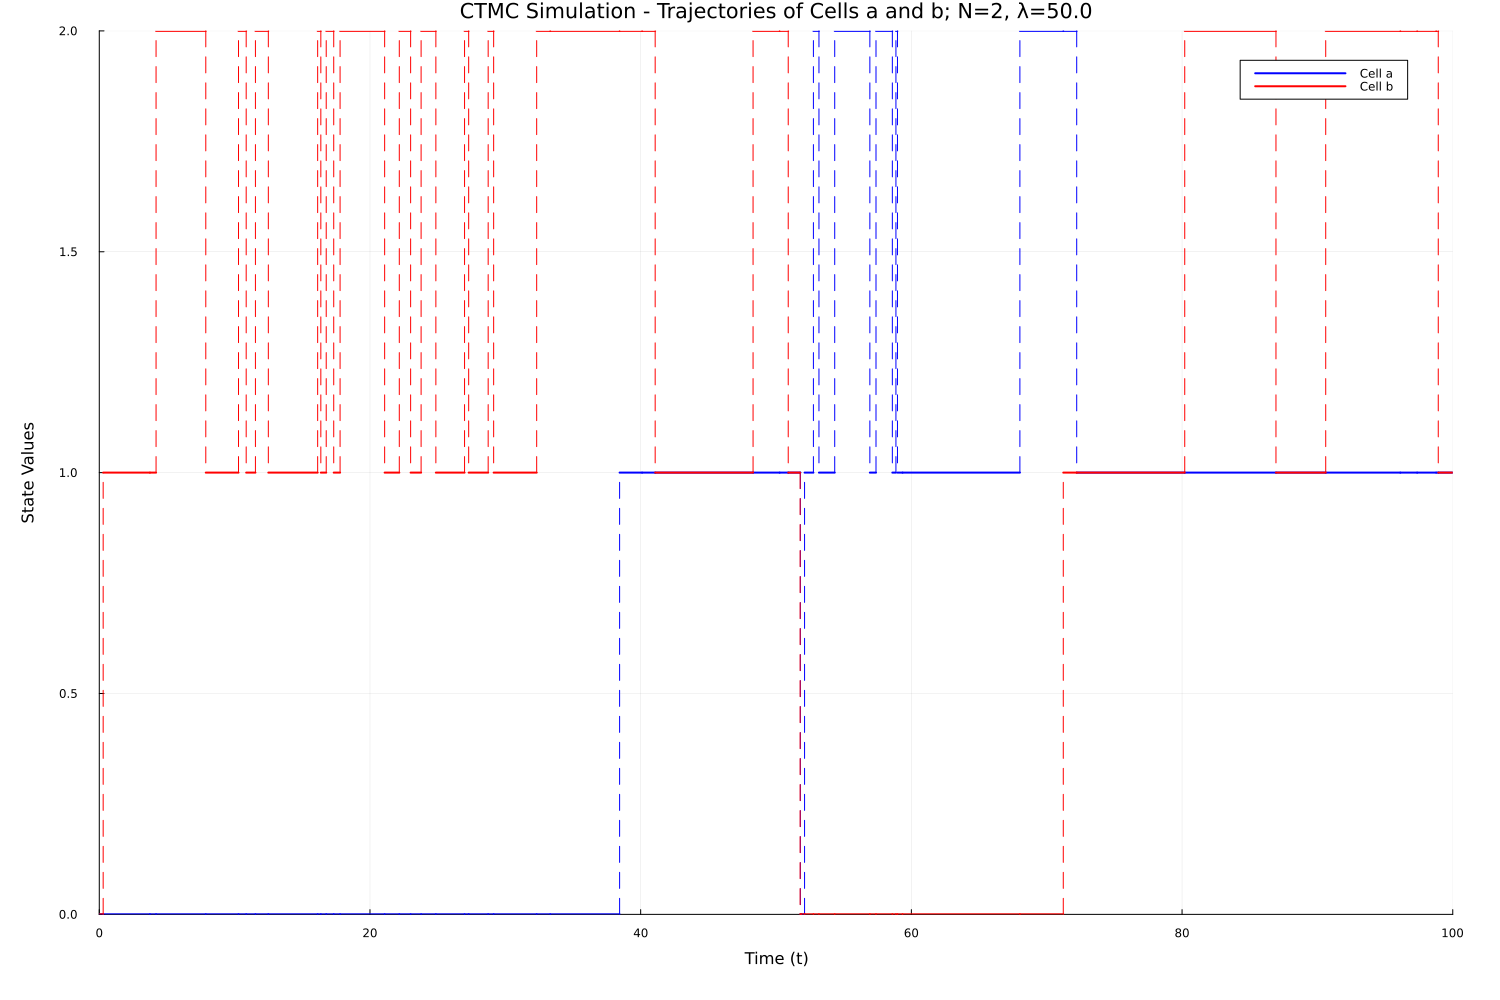 CTMC Simulation - Trajectories of Cells a and b; N=2, λ=50.0
2.0
Cell a
Cell b
1.5
1.0
State Values
0.5
0.0
0 20 40 60 80 100
Time (t)